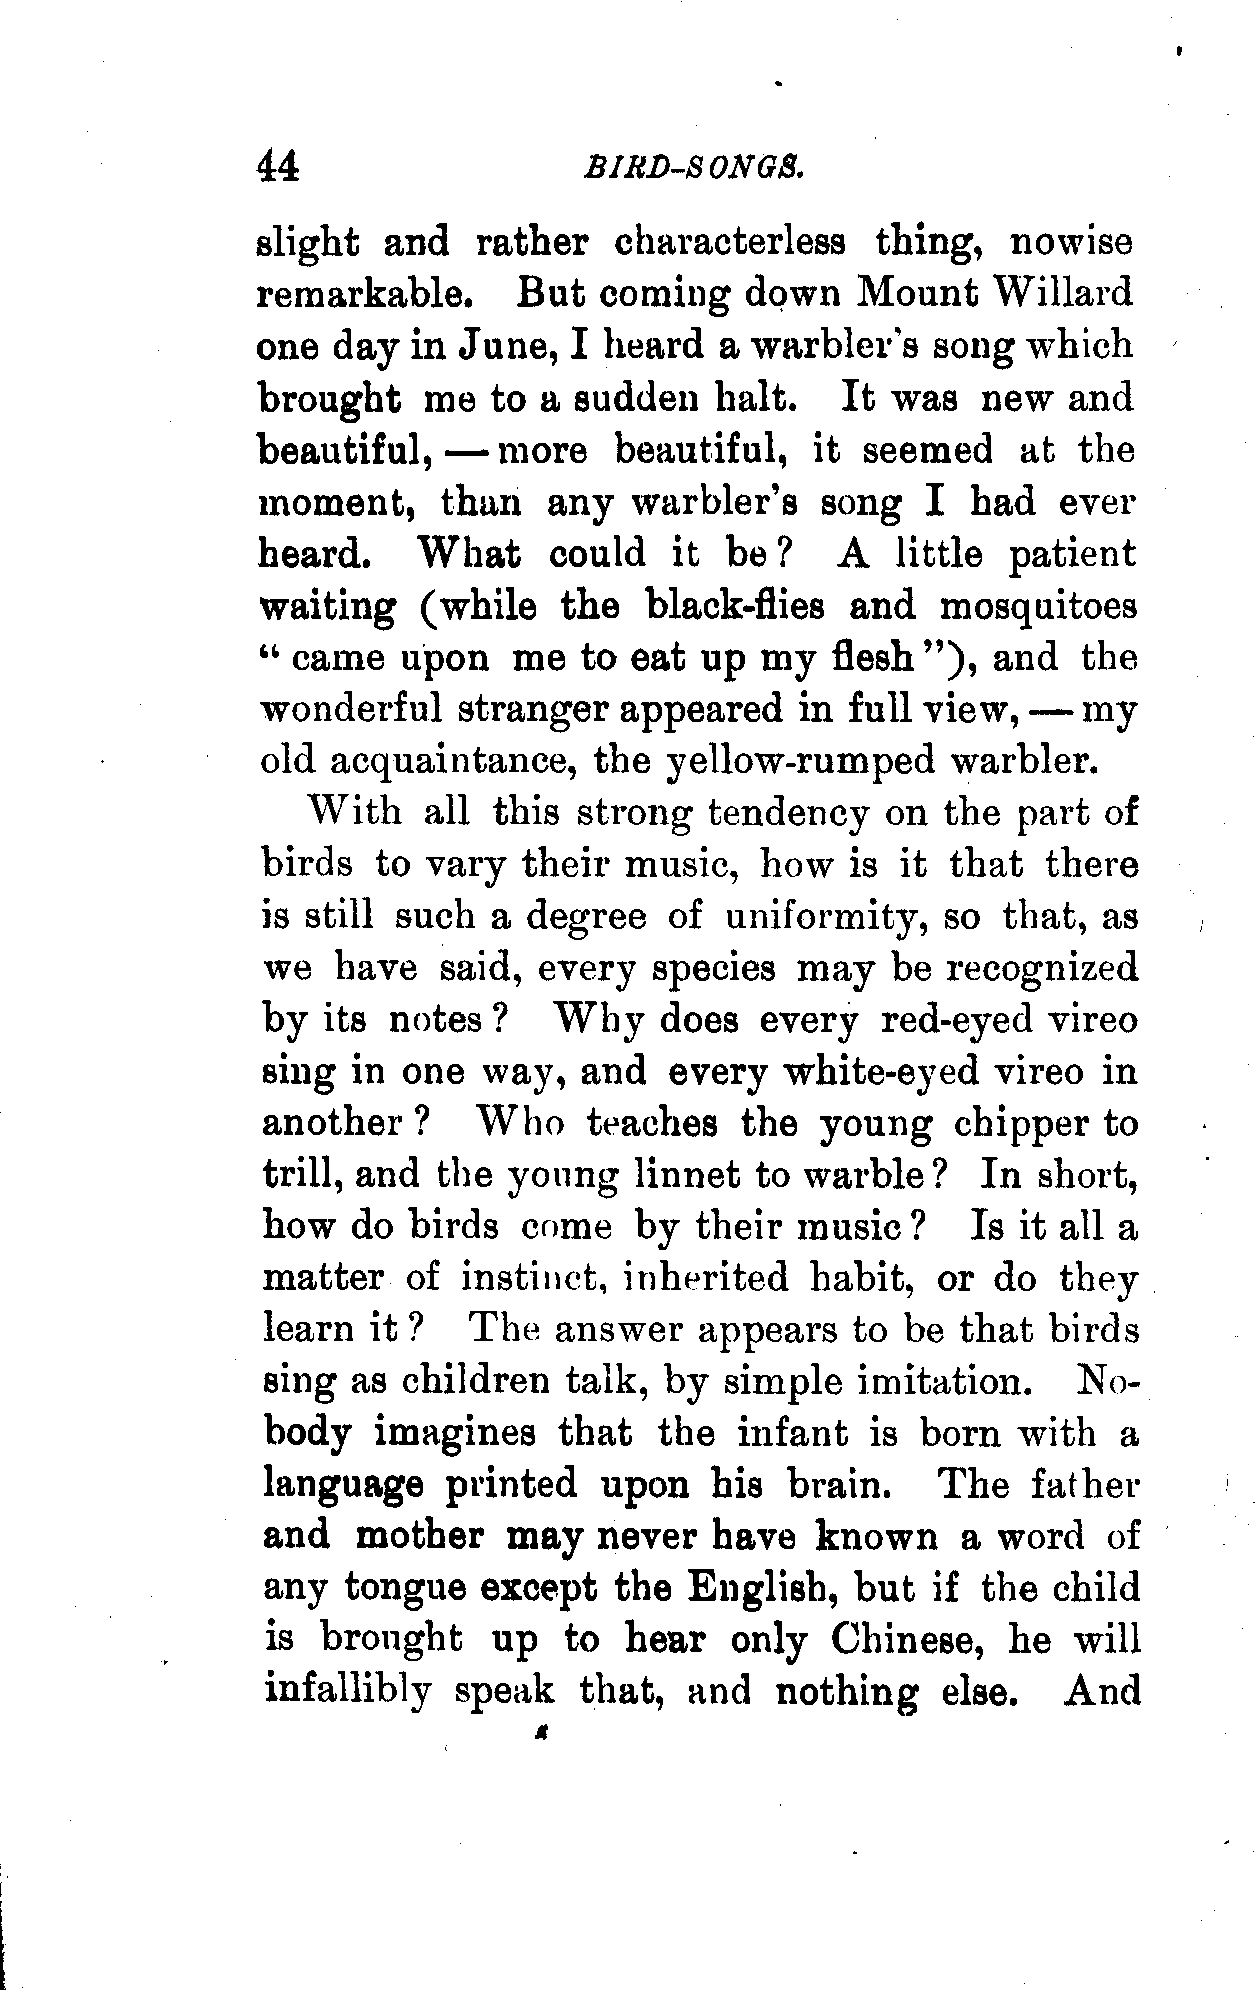 44 BIRD-SONGS.
slight and rather characterless thing, nowise
remarkable. But coming down Mount Willard
one day in June, I heard a warbler's song which
brought me to a sudden halt. It was new and
beautiful, — more beautiful, it seemed at the
moment, than any warbler's song I had ever
heard. What could it be? A little patient
waiting (while the black-flies and mosquitoes
“ came upon me to eat up my flesh ”), and the
wonderful stranger appeared in full view, — my
old acquaintance, the yellow-rumped warbler.
With all this strong tendency on the part of
birds to vary their music, how is it that there
is still such a degree of uniformity, so that, as
we have said, every species may be recognized
by its notes? Why does every red-eyed vireo
sing in one way, and every white-eyed vireo in
another? Who teaches the young chipper to
trill, and the young linnet to warble? In short,
how do birds come by their music? Is it all a
matter of instinct, inherited habit, or do they
learn it? The answer appears to be that birds
sing as children talk, by simple imitation. No-
body imagines that the infant is born with a
language printed upon his brain. The father
and mother may never have known a word of
any tongue except the English, but if the child
is brought up to hear only Chinese, he will
infallibly speak that, and nothing else. And